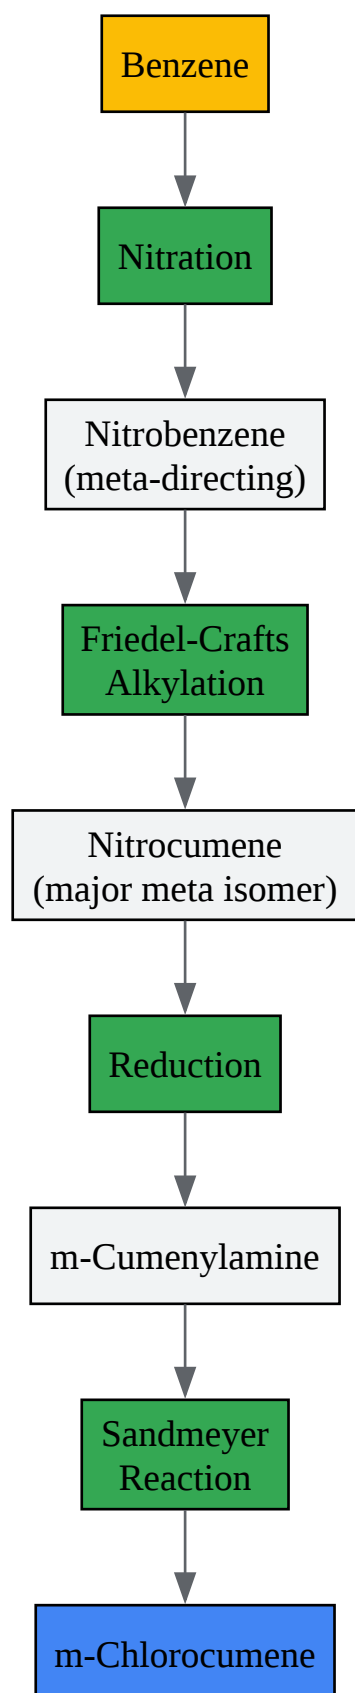 Benzene
Nitration
Nitrobenzene
(meta-directing)
Friedel-Crafts
Alkylation
Nitrocumene
(major meta isomer)
Reduction
m-Cumenylamine
Sandmeyer
Reaction
m-Chlorocumene